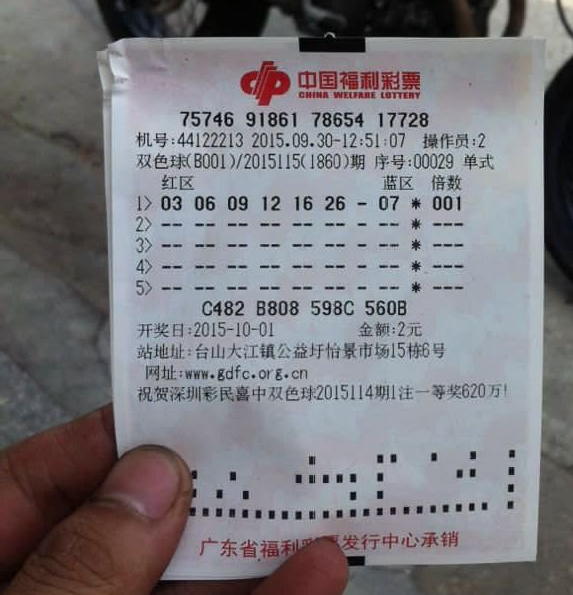 中国福利彩票
CHINA WELFARE LOTTERY
75746 91861 78654 17728
机号:44122213 2015.09.30-12:51:07 操作员:2
双色球(B001)/2015115(1860)期 序号:00029 单式
红区 蓝区 倍数
1> 03 06 09 12 16 26 - 07 * 001
2> -- -- -- -- -- -- - -- * ---
3> -- -- -- -- -- -- - -- * ---
4> -- -- -- -- -- -- - -- * ---
5> -- -- -- -- -- -- - -- * ---
C482 B808 598C 560B
开奖日:2015-10-01 金额:2元
站地址:台山大江镇公益圩怡景市场15栋6号
网址:www.gdfc.org.cn
祝贺深圳彩民喜中双色球2015114期1注一等奖620万!
广东省福利彩 发行中心承销